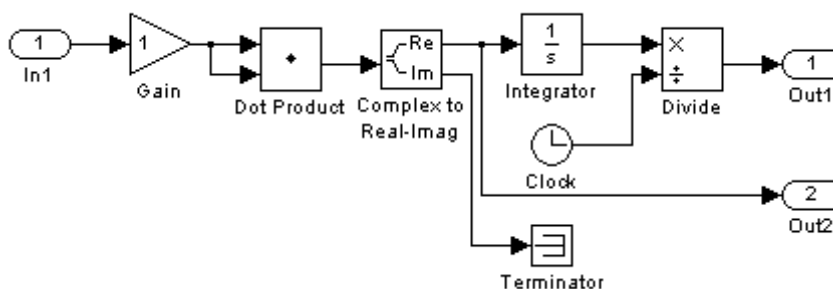 1
In1
1
Gain
Dot Product
Re
Im
Complex to
Real-Imag
1
s
Integrator
×
÷
Divide
1
Out1
Clock
2
Out2
Terminator